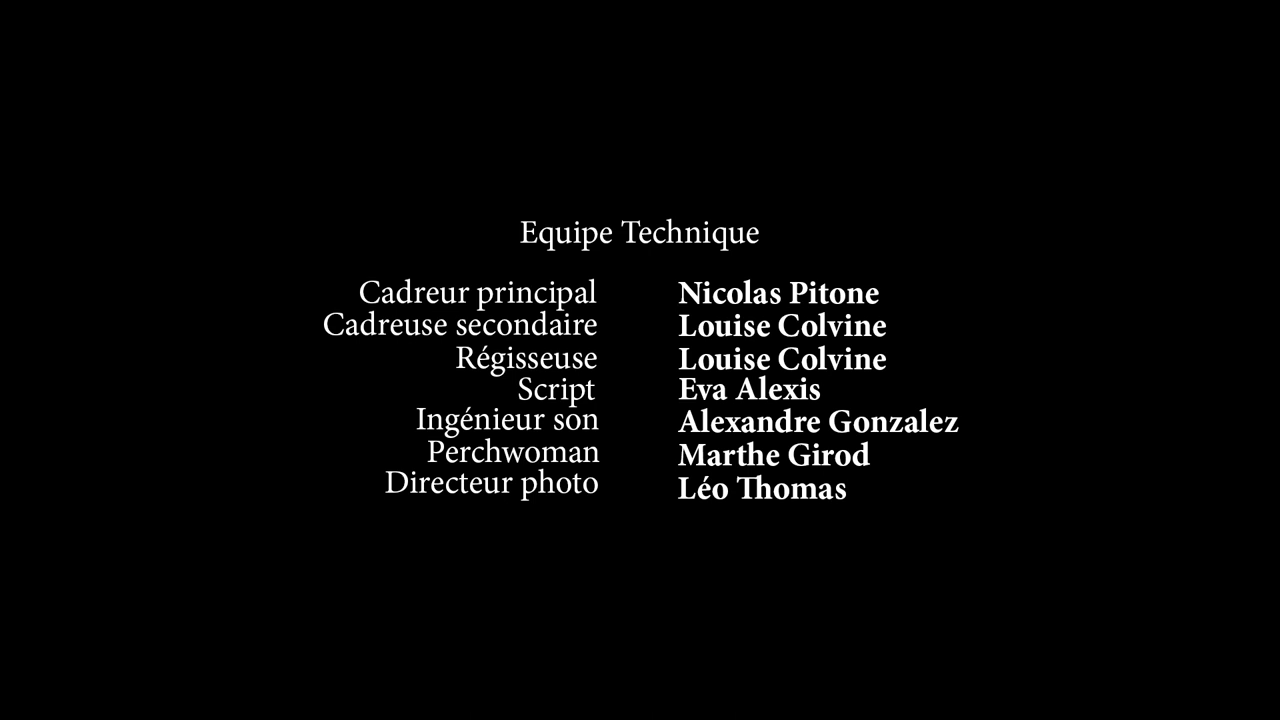 Equipe Technique
Cadreur principal Nicolas Pitone
Cadreuse secondaire Louise Colvine
Régisseuse Louise Colvine
Script Eva Alexis
Ingénieur son Alexandre Gonzalez
Perchwoman Marthe Girod
Directeur photo Léo Thomas